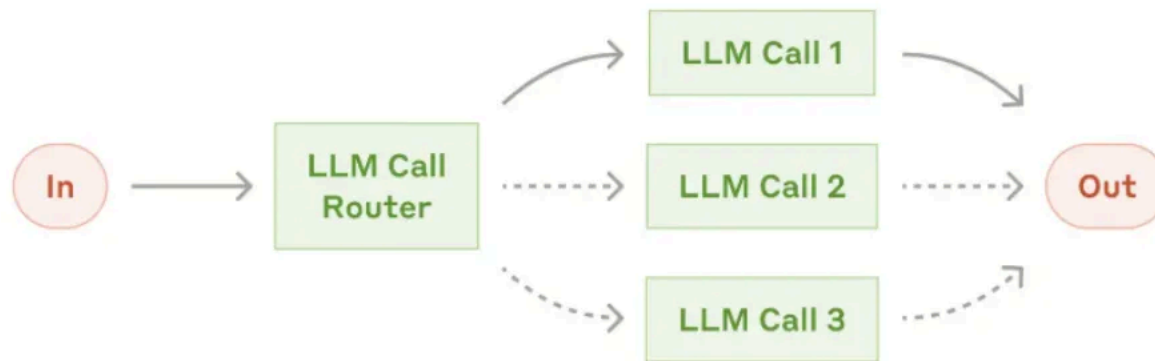 In
LLM Call
Router
LLM Call 1
LLM Call 2
LLM Call 3
Out